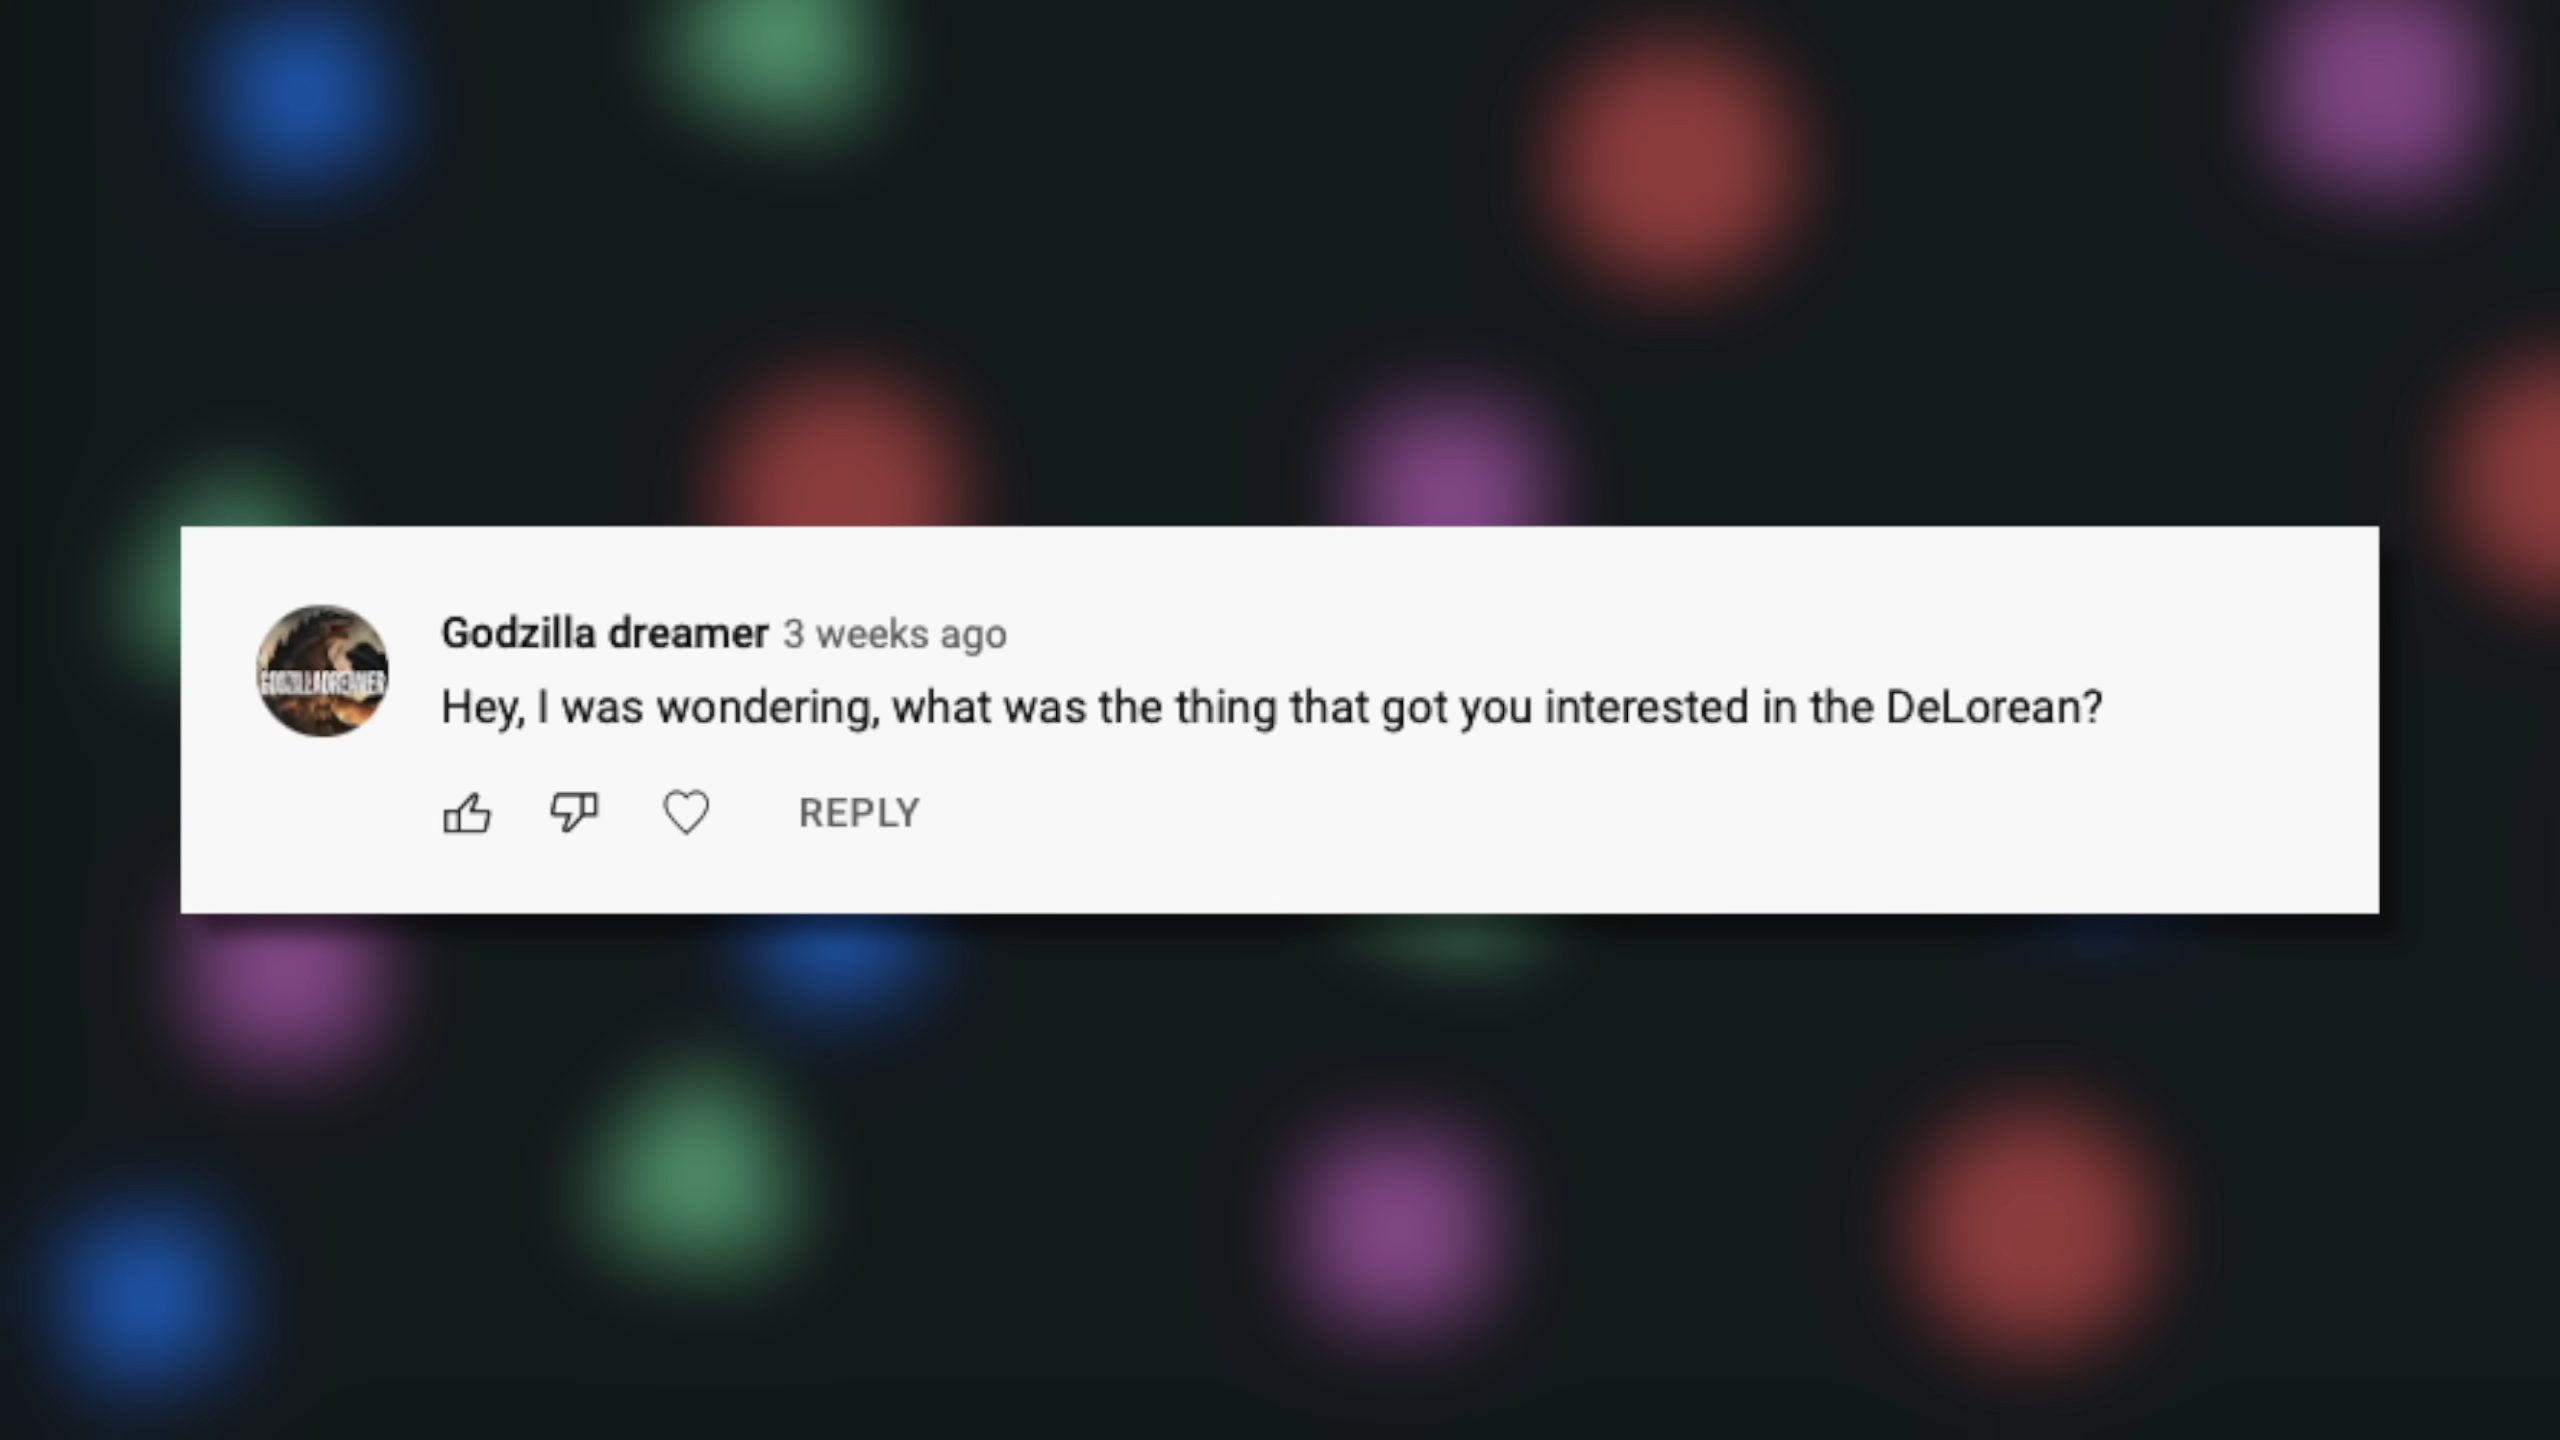 Godzilla dreamer 3 weeks ago
GODZILLADREAMER
Hey, I was wondering, what was the thing that got you interested in the DeLorean?
REPLY